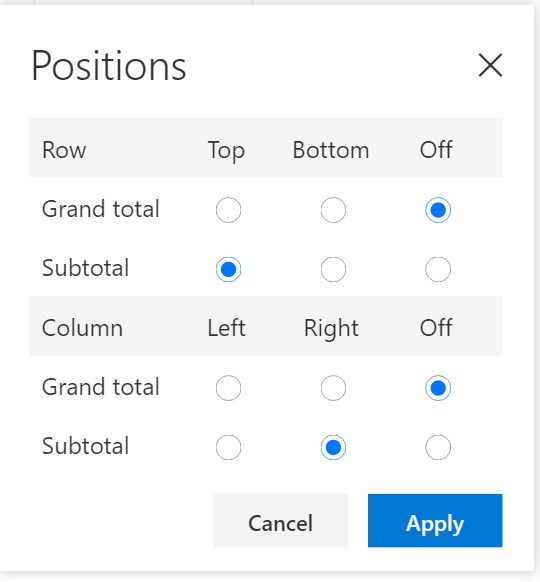 Positions
Row Top Bottom Off
Grand total
Subtotal
Column Left Right Off
Grand total
Subtotal
Cancel Apply